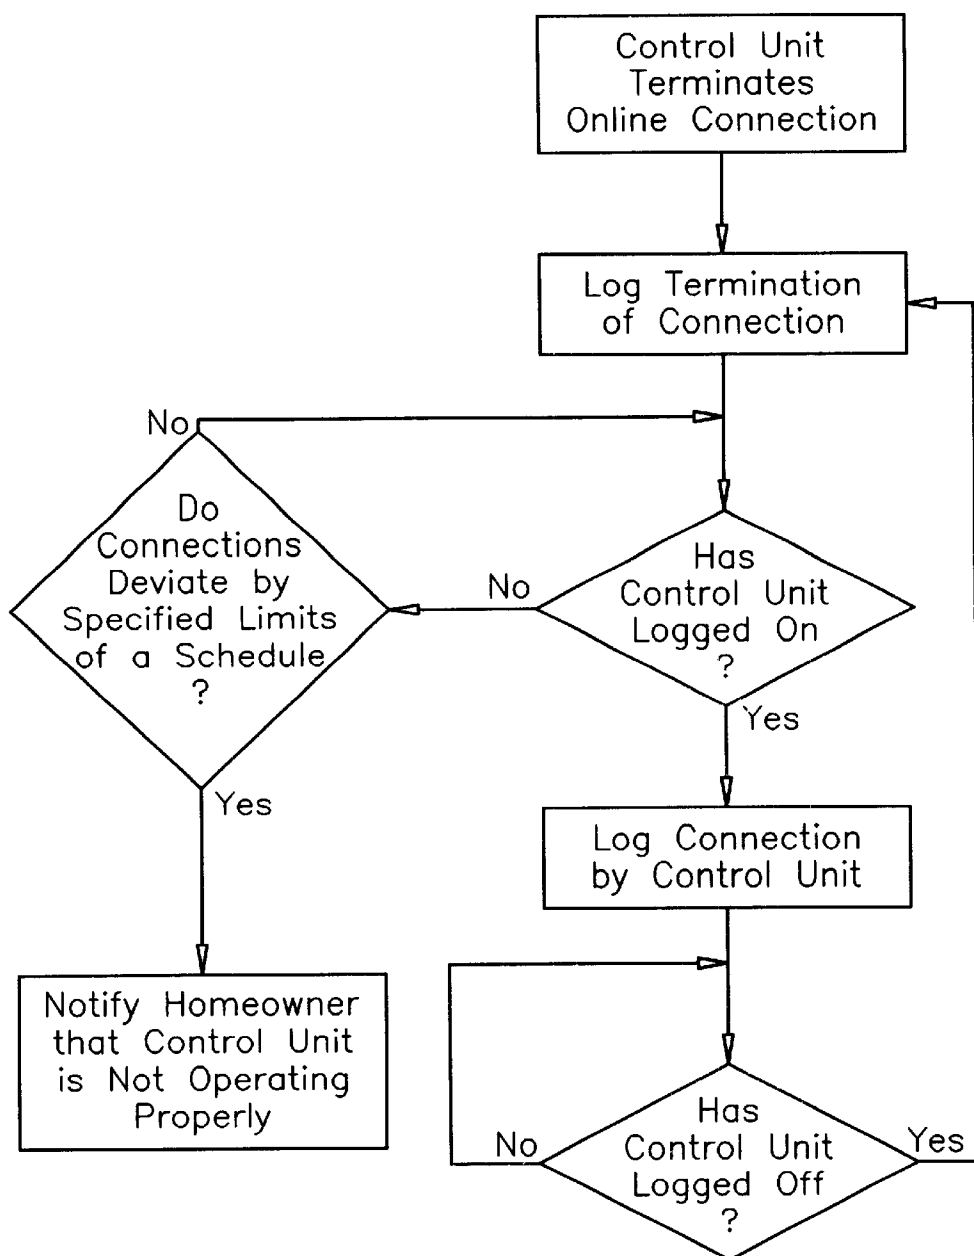 Control Unit
Terminates
Online Connection
Log Termination
of Connection
No
Do
Connections
Deviate by
Specified Limits
of a Schedule
?
No
Has
Control Unit
Logged On
?
Yes
Yes
Log Connection
by Control Unit
Notify Homeowner
that Control Unit
is Not Operating
Properly
No
Has
Control Unit
Logged Off
?
Yes